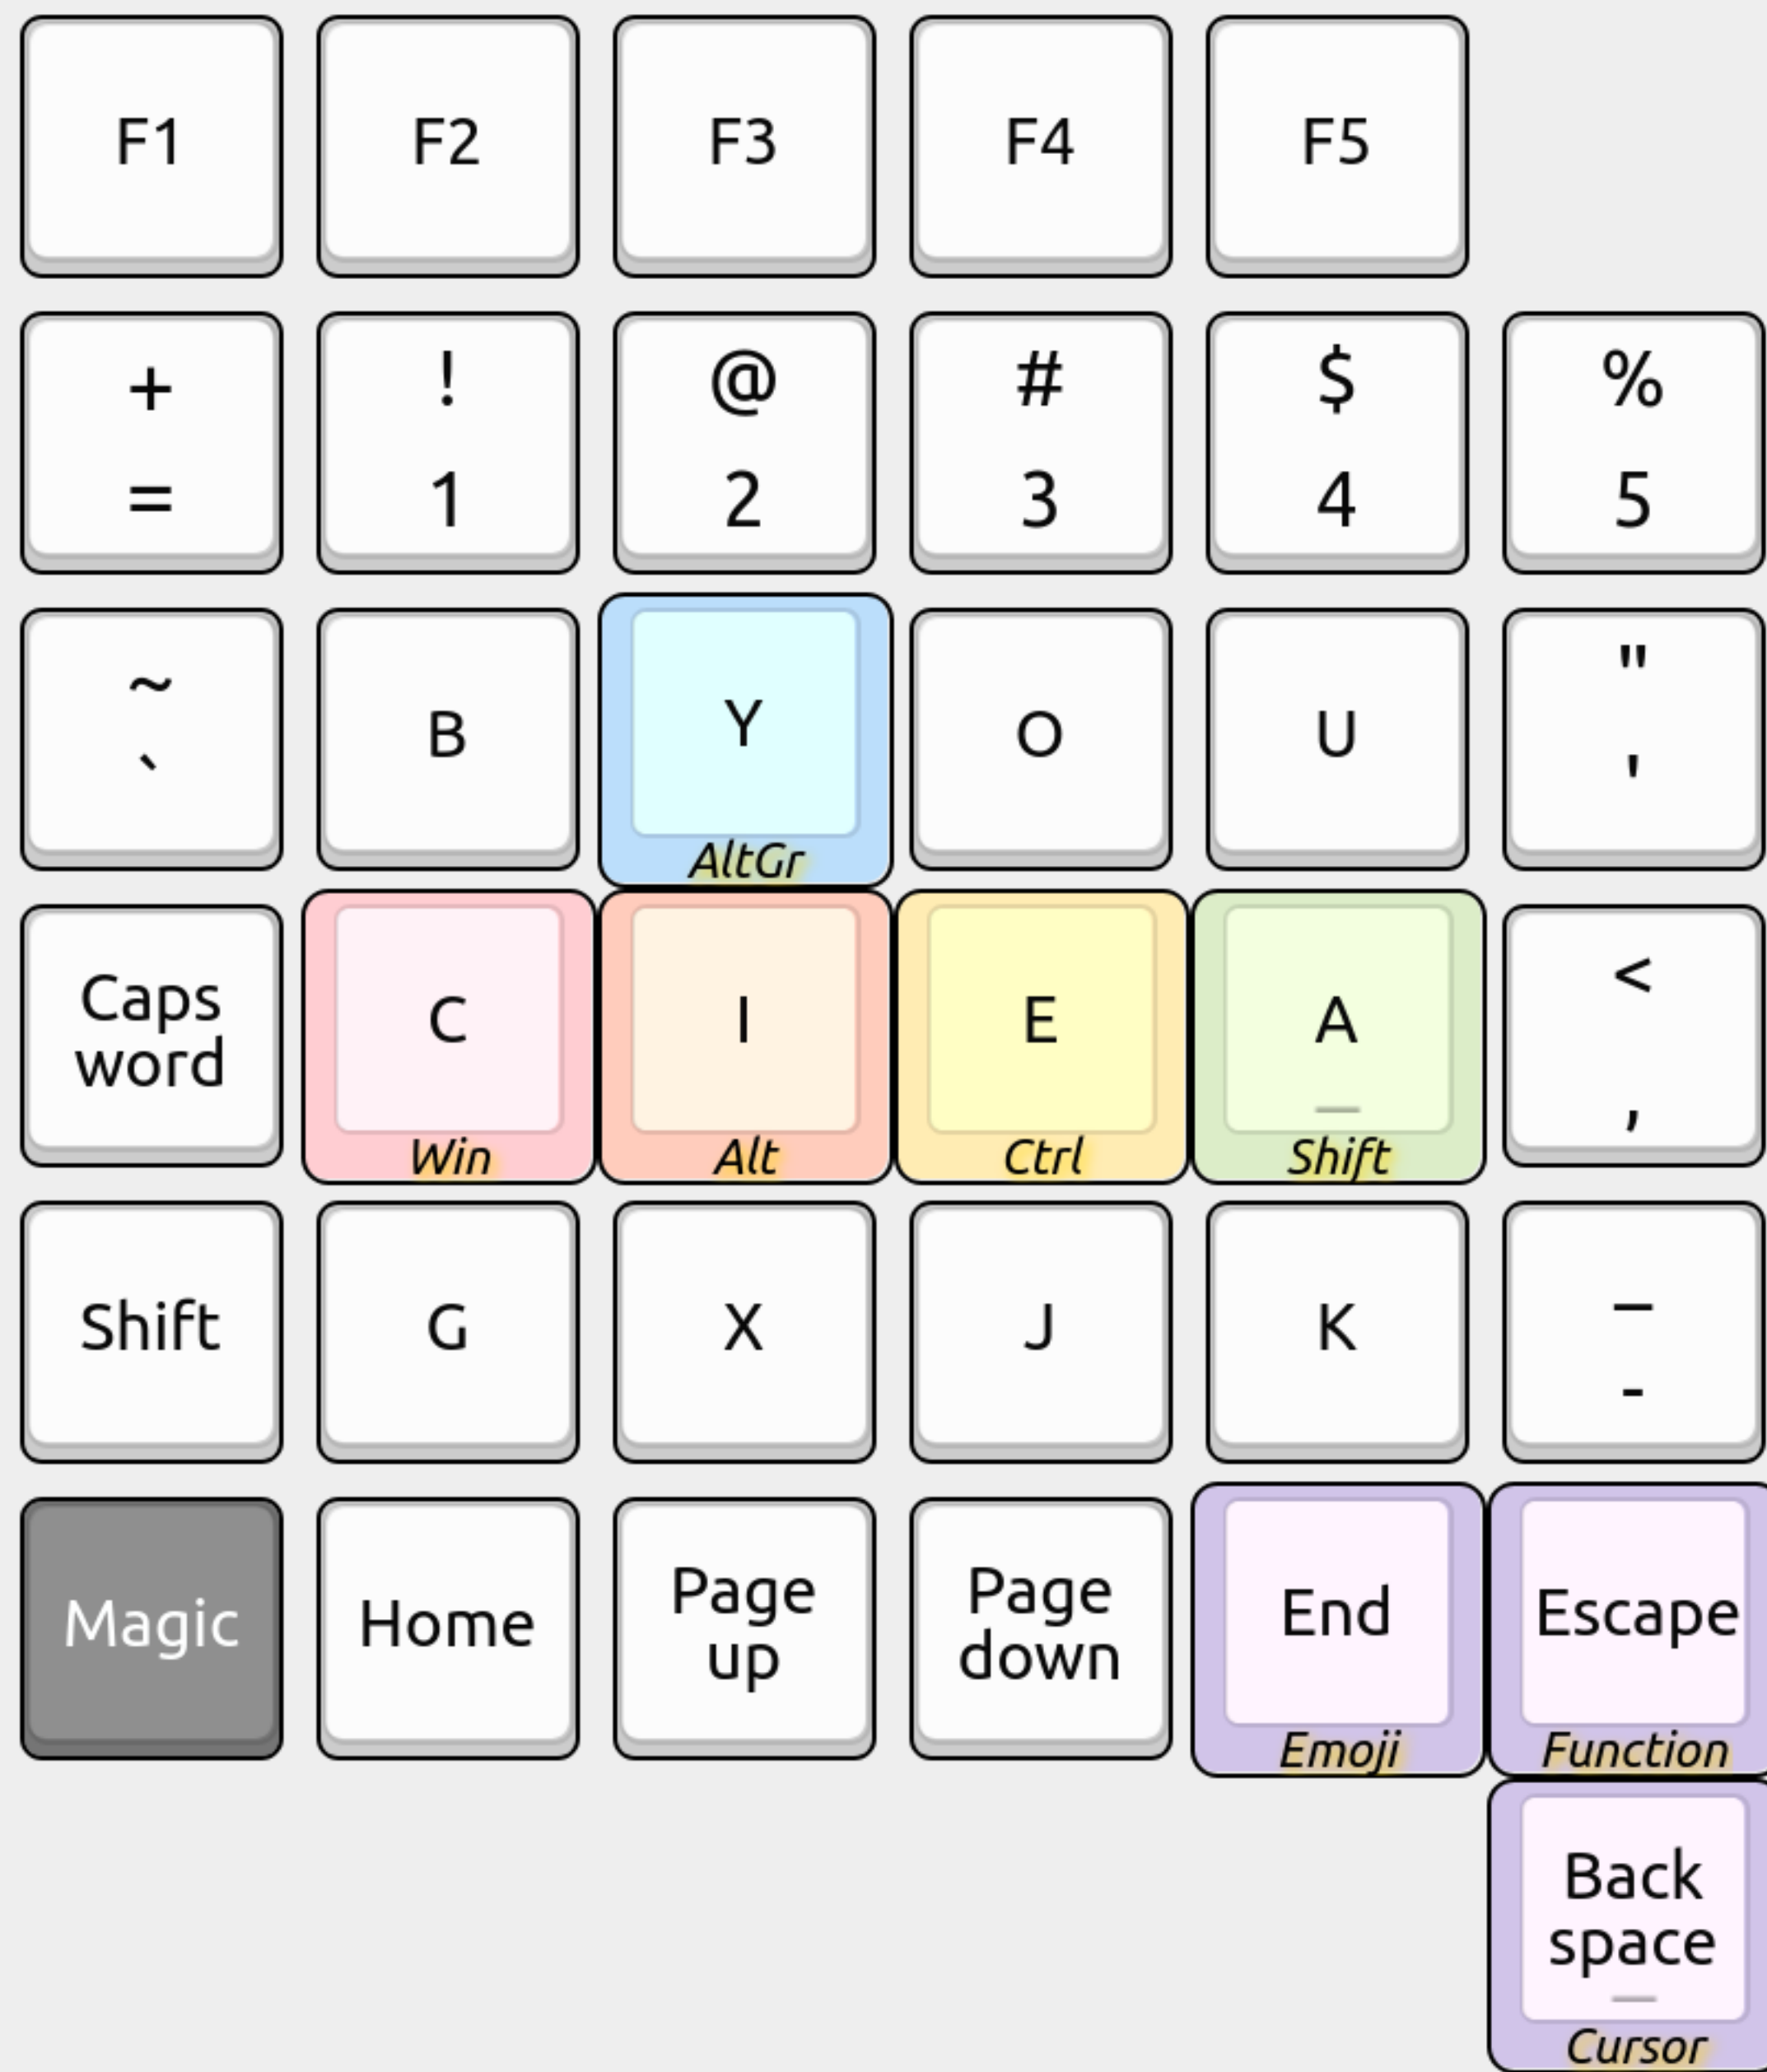 F1 F2 F3 F4 F5
+ ! @ # $ %
= 1 2 3 4 5
~ "
` B Y O U '
AltGr
Caps
word C I E A <
,
Win Alt Ctrl Shift
Shift G X J K _
-
Magic Home Page
up Page
down End Escape
Emoji Function
Back
space
Cursor